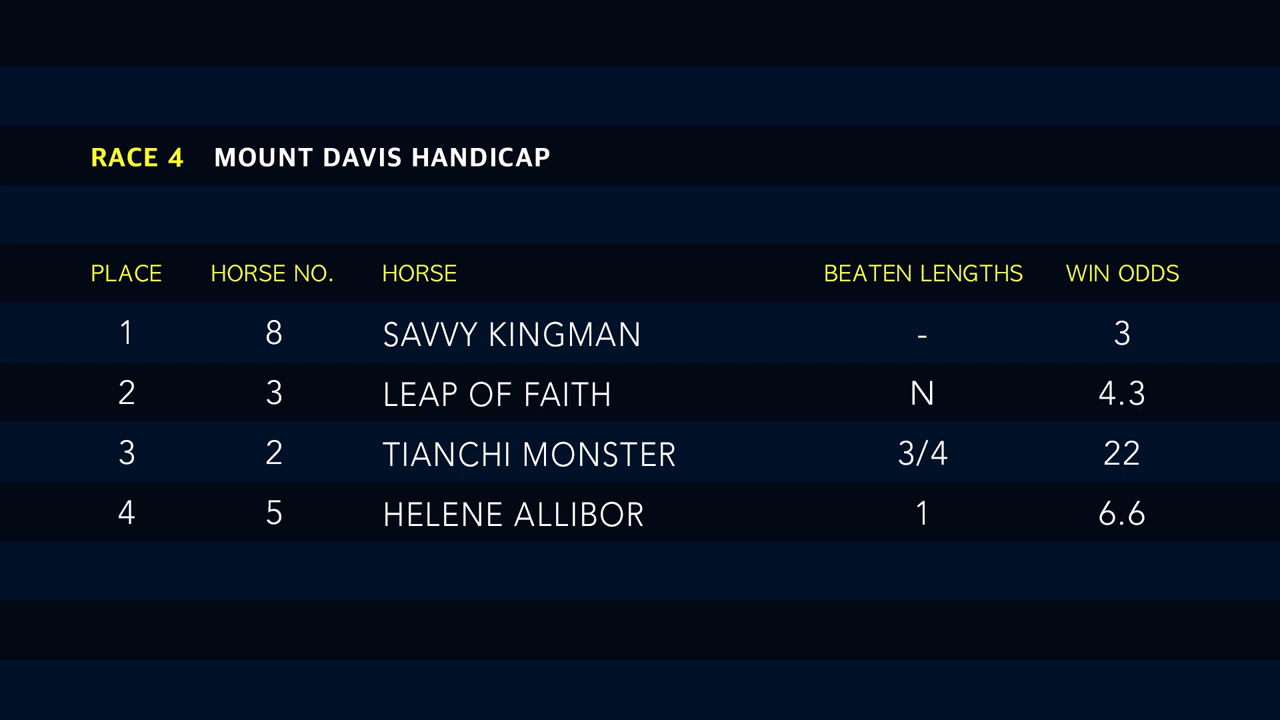 RACE 4 MOUNT DAVIS HANDICAP
PLACE HORSE NO. HORSE BEATEN LENGTHS WIN ODDS
1 8 SAVVY KINGMAN - 3
2 3 LEAP OF FAITH N 4.3
3 2 TIANCHI MONSTER 3/4 22
4 5 HELENE ALLIBOR 1 6.6